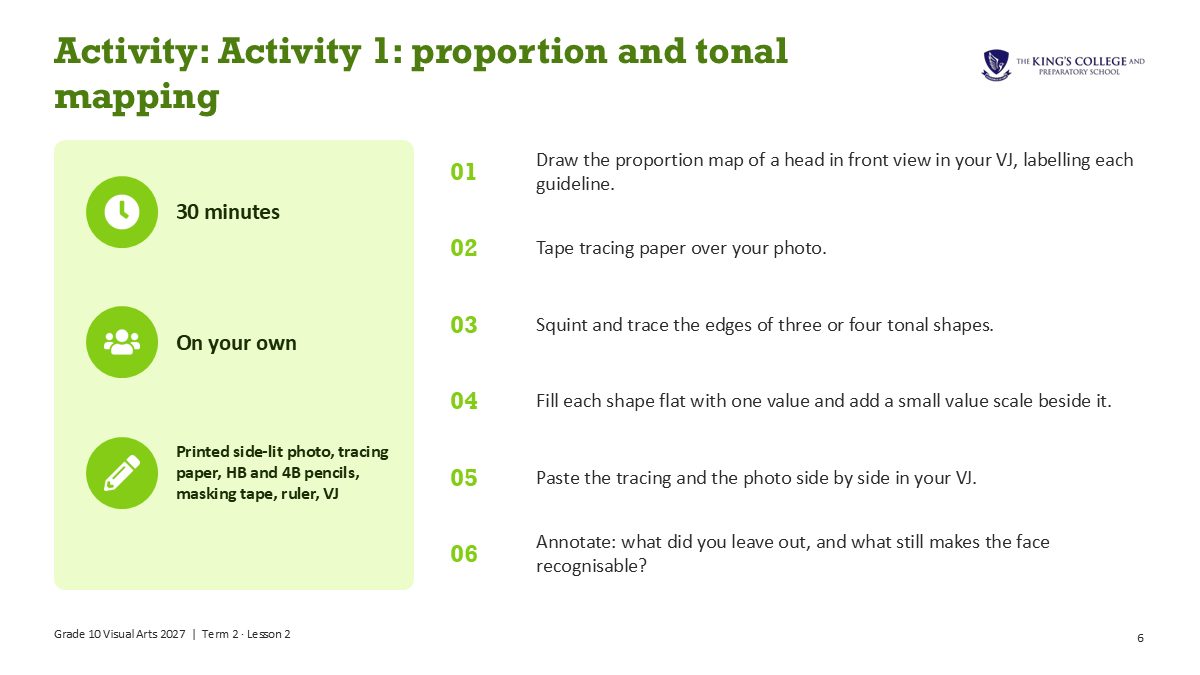 Activity: Activity 1: proportion and tonal
mapping
THE KING'S COLLEGE AND
PREPARATORY SCHOOL
30 minutes
On your own
Printed side-lit photo, tracing
paper, HB and 4B pencils,
masking tape, ruler, VJ
01
Draw the proportion map of a head in front view in your VJ, labelling each
guideline.
02
Tape tracing paper over your photo.
03
Squint and trace the edges of three or four tonal shapes.
04
Fill each shape flat with one value and add a small value scale beside it.
05
Paste the tracing and the photo side by side in your VJ.
06
Annotate: what did you leave out, and what still makes the face
recognisable?
Grade 10 Visual Arts 2027 | Term 2 · Lesson 2
6